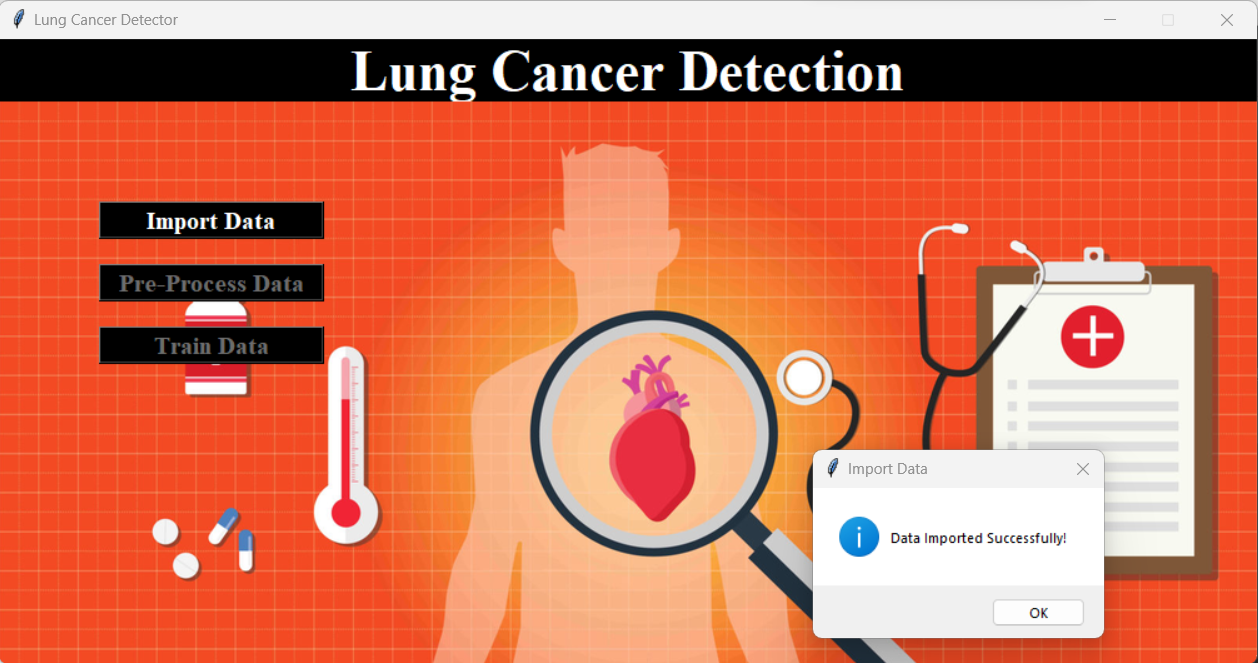 Lung Cancer Detector
Lung Cancer Detection
Import Data
Pre-Process Data
Train Data
Import Data
i
Data Imported Successfully!
OK